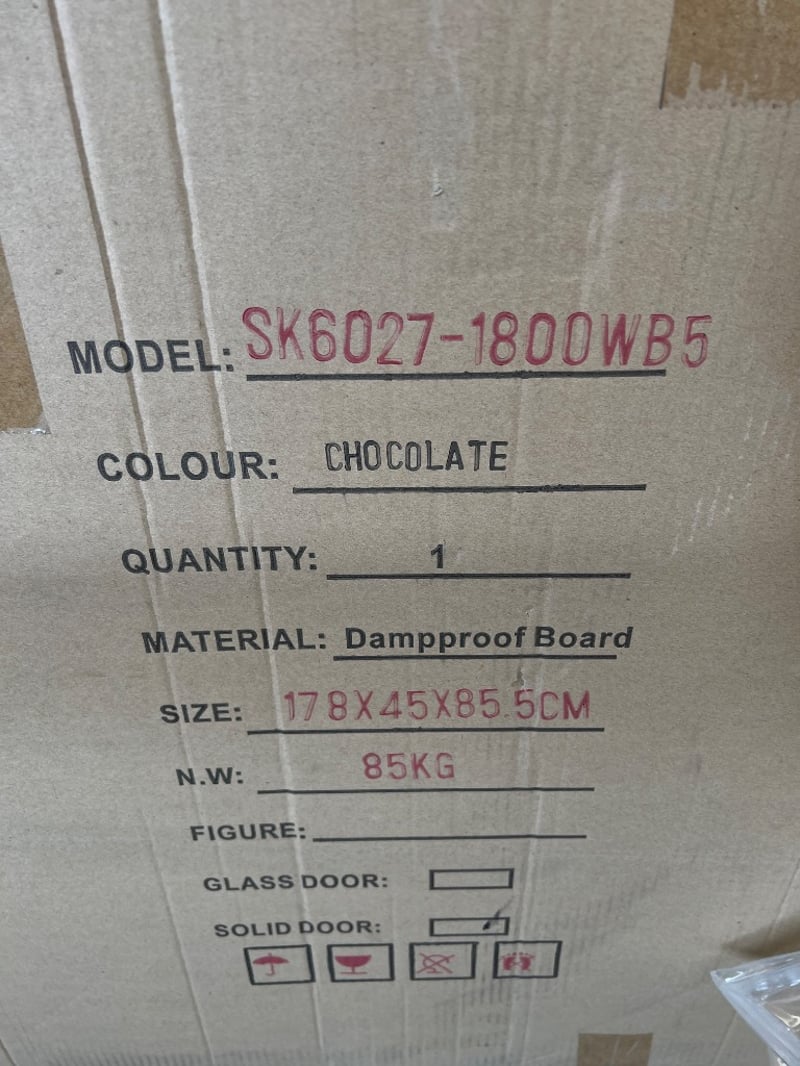 MODEL: SK6027-1800WB5
COLOUR: CHOCOLATE
QUANTITY: 1
MATERIAL: Dampproof Board
SIZE: 178X45X85.5CM
N.W: 85KG
FIGURE:
GLASS DOOR:
SOLID DOOR: